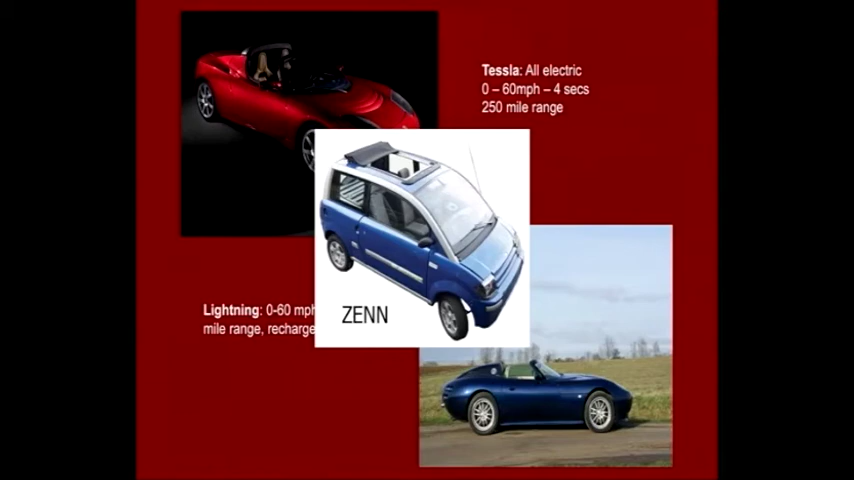 Tessla: All electric
0 – 60mph – 4 secs
250 mile range
Lightning: 0-60 mph
mile range, recharge
ZENN